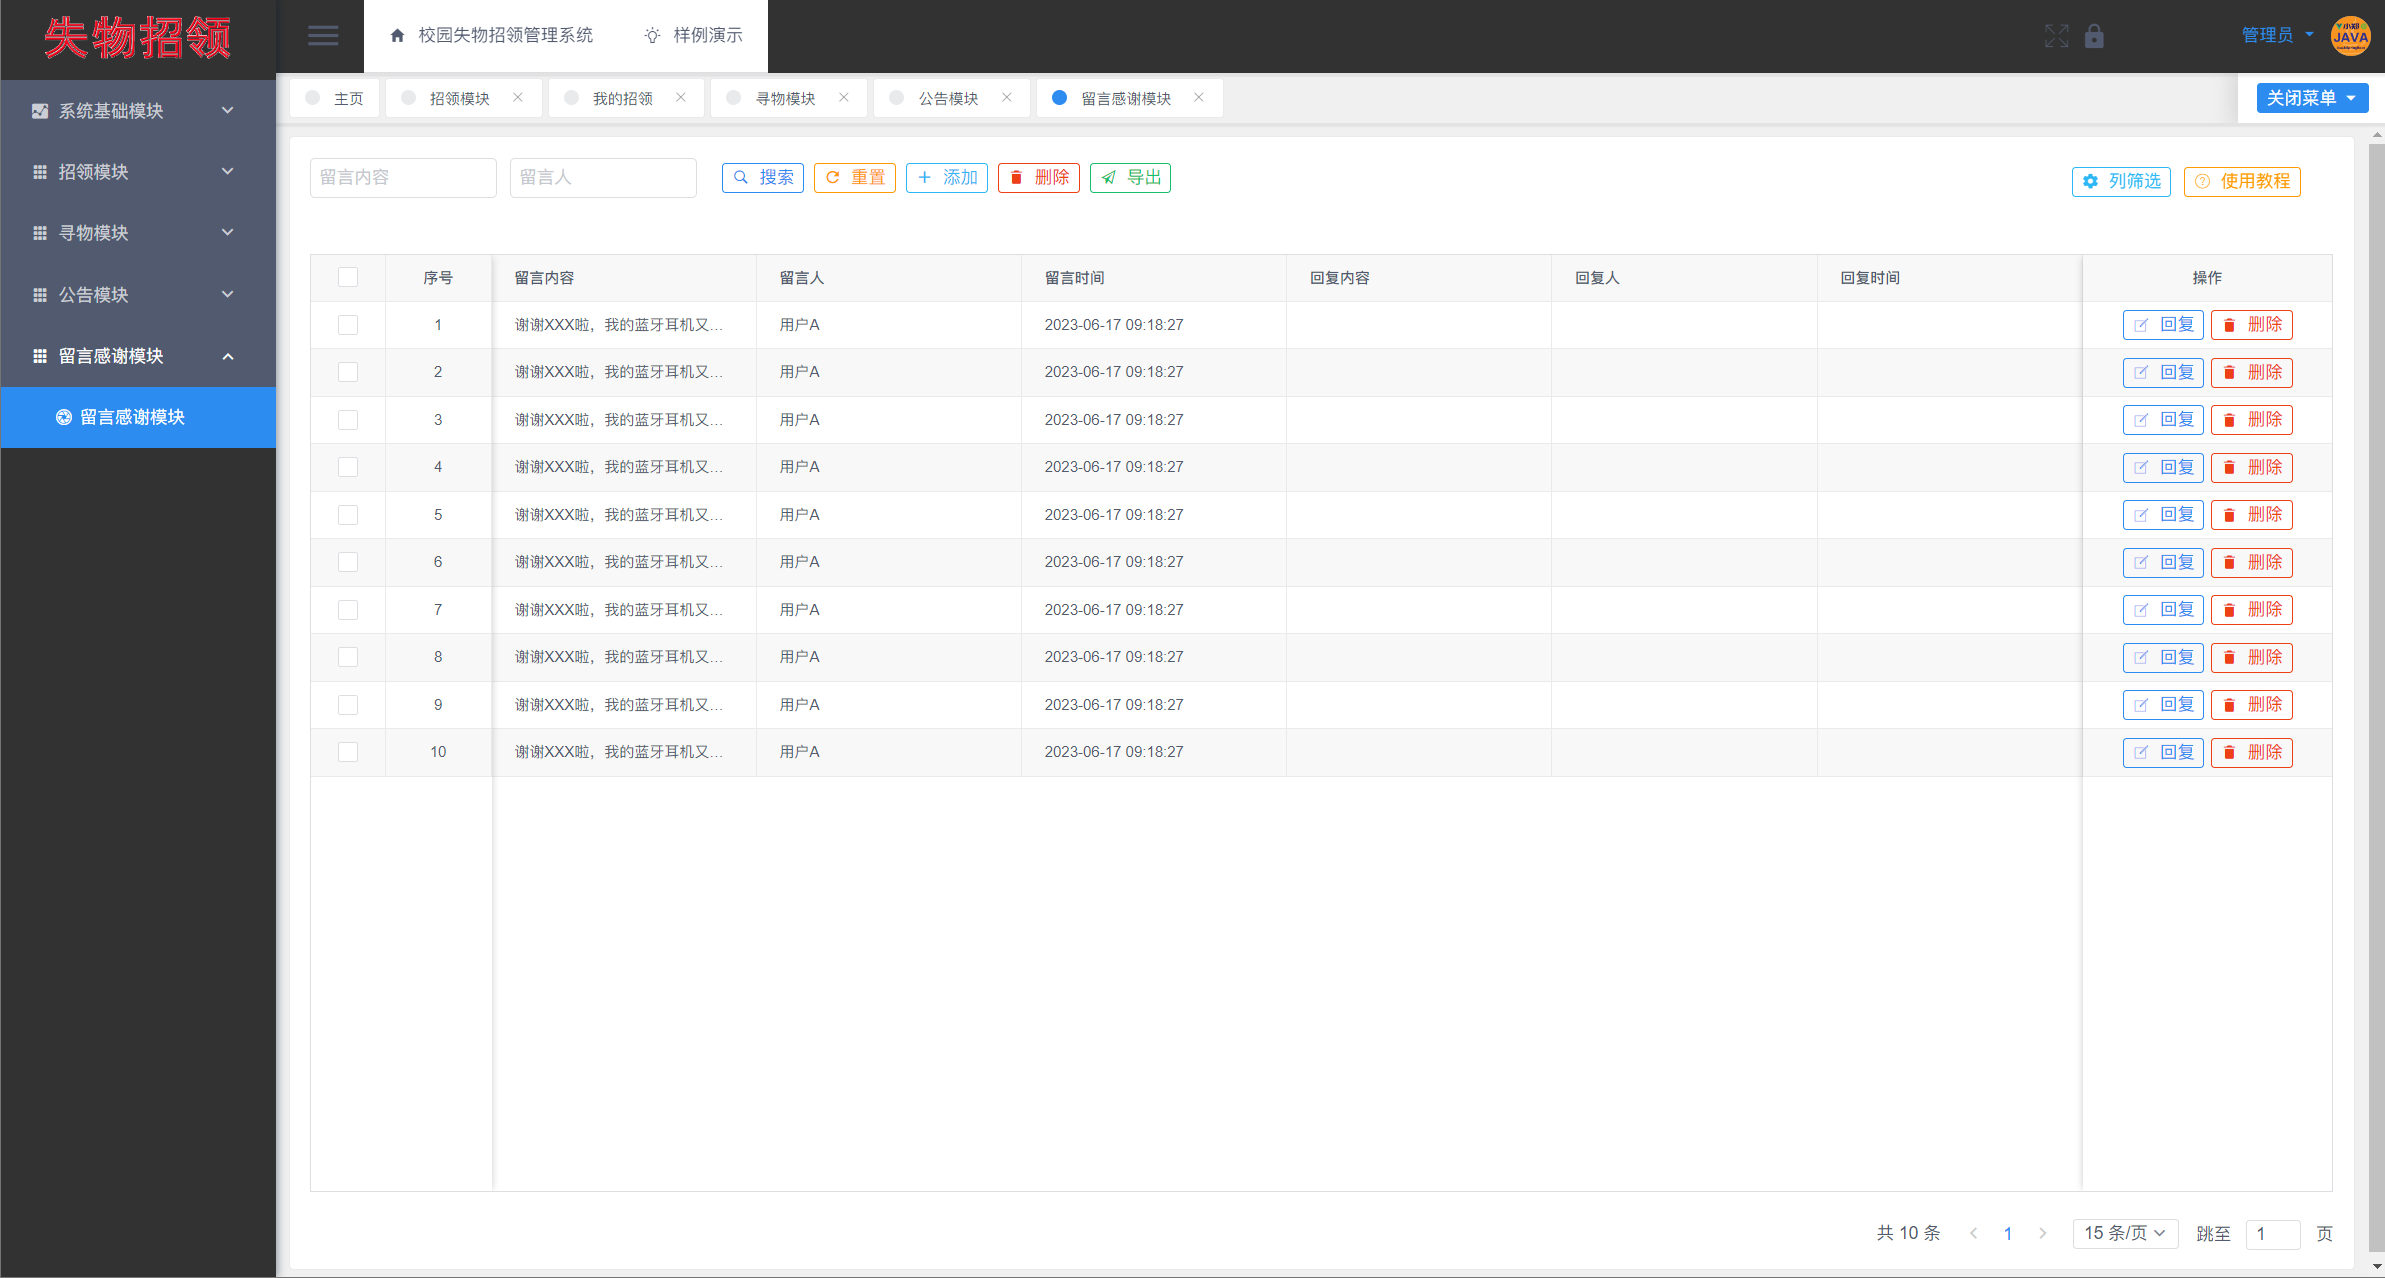 失物招领
校园失物招领管理系统 样例演示
管理员
小郑
JAVA
系统基础模块
招领模块
寻物模块
公告模块
留言感谢模块
留言感谢模块
主页 招领模块 我的招领 寻物模块 公告模块 留言感谢模块 关闭菜单
留言内容 留言人 搜索 重置 添加 删除 导出 列筛选 使用教程
序号 留言内容 留言人 留言时间 回复内容 回复人 回复时间 操作
1 谢谢XXX啦，我的蓝牙耳机又… 用户A 2023-06-17 09:18:27 回复 删除
2 谢谢XXX啦，我的蓝牙耳机又… 用户A 2023-06-17 09:18:27 回复 删除
3 谢谢XXX啦，我的蓝牙耳机又… 用户A 2023-06-17 09:18:27 回复 删除
4 谢谢XXX啦，我的蓝牙耳机又… 用户A 2023-06-17 09:18:27 回复 删除
5 谢谢XXX啦，我的蓝牙耳机又… 用户A 2023-06-17 09:18:27 回复 删除
6 谢谢XXX啦，我的蓝牙耳机又… 用户A 2023-06-17 09:18:27 回复 删除
7 谢谢XXX啦，我的蓝牙耳机又… 用户A 2023-06-17 09:18:27 回复 删除
8 谢谢XXX啦，我的蓝牙耳机又… 用户A 2023-06-17 09:18:27 回复 删除
9 谢谢XXX啦，我的蓝牙耳机又… 用户A 2023-06-17 09:18:27 回复 删除
10 谢谢XXX啦，我的蓝牙耳机又… 用户A 2023-06-17 09:18:27 回复 删除
共 10 条 1 15 条/页 跳至 1 页